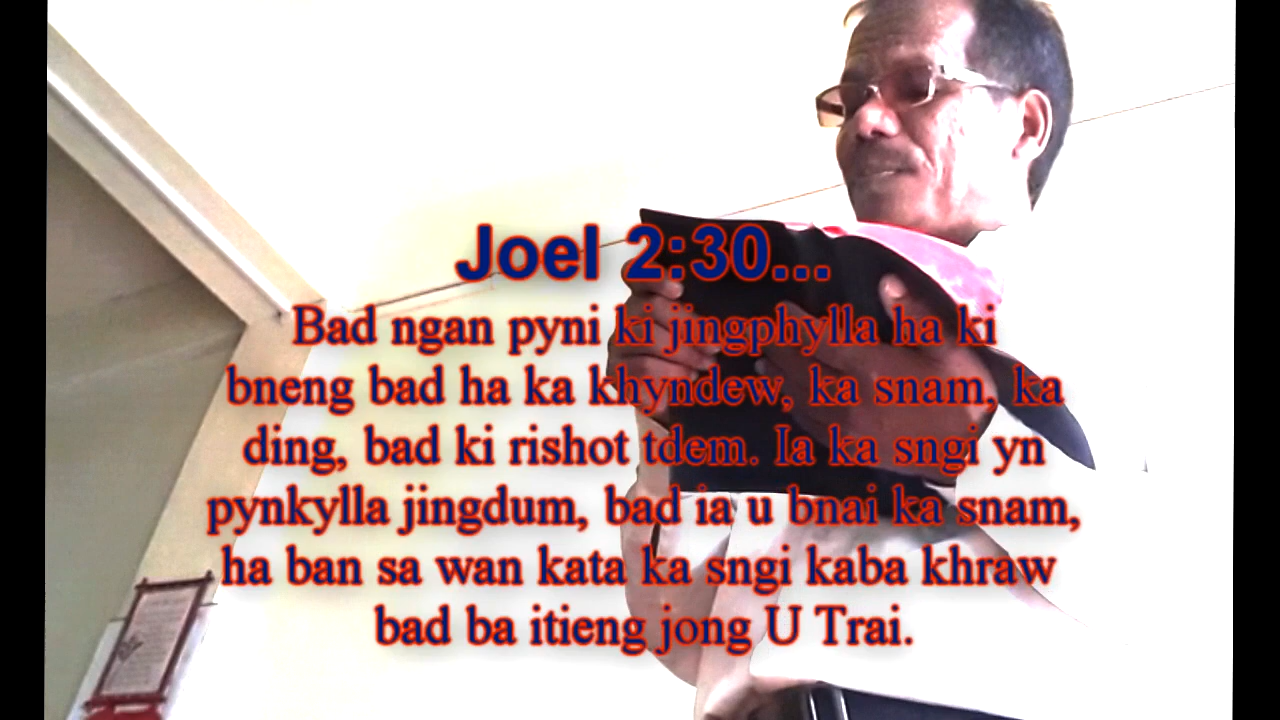 Joel 2:30...
Bad ngan pyni ki jingphylla ha ki
bneng bad ha ka khyndew, ka snam, ka
ding, bad ki rishot tdem. Ia ka sngi yn
pynkylla jingdum, bad ia u bnai ka snam,
ha ban sa wan kata ka sngi kaba khraw
bad ba itieng jong U Trai.